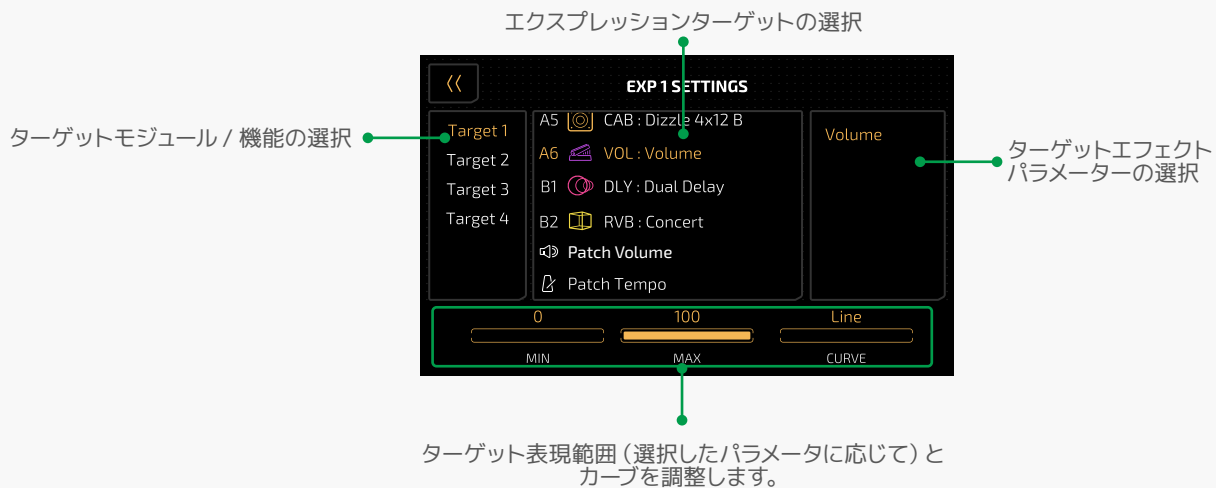 エクスプレッションターゲットの選択
EXP 1 SETTINGS
ターゲットモジュール / 機能の選択
Target 1
Target 2
Target 3
Target 4
A5 CAB : Dizzle 4x12 B
A6 VOL : Volume
B1 DLY : Dual Delay
B2 RVB : Concert
Patch Volume
Patch Tempo
Volume
ターゲットエフェクト
パラメーターの選択
0 100 Line
MIN MAX CURVE
ターゲット表現範囲（選択したパラメータに応じて）と
カーブを調整します。